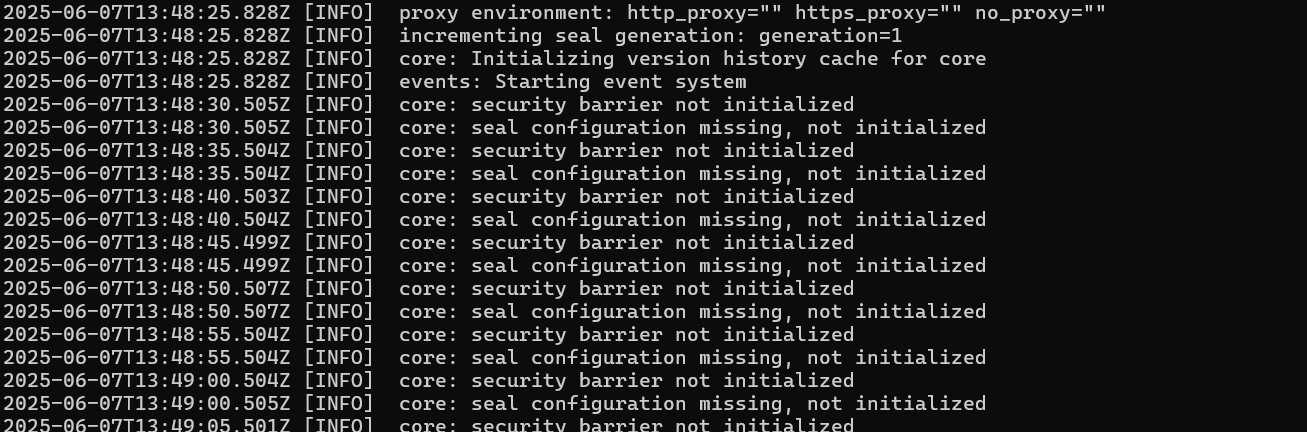 2025-06-07T13:48:25.828Z [INFO]  proxy environment: http_proxy="" https_proxy="" no_proxy=""
2025-06-07T13:48:25.828Z [INFO]  incrementing seal generation: generation=1
2025-06-07T13:48:25.828Z [INFO]  core: Initializing version history cache for core
2025-06-07T13:48:25.828Z [INFO]  events: Starting event system
2025-06-07T13:48:30.505Z [INFO]  core: security barrier not initialized
2025-06-07T13:48:30.505Z [INFO]  core: seal configuration missing, not initialized
2025-06-07T13:48:35.504Z [INFO]  core: security barrier not initialized
2025-06-07T13:48:35.504Z [INFO]  core: seal configuration missing, not initialized
2025-06-07T13:48:40.503Z [INFO]  core: security barrier not initialized
2025-06-07T13:48:40.504Z [INFO]  core: seal configuration missing, not initialized
2025-06-07T13:48:45.499Z [INFO]  core: security barrier not initialized
2025-06-07T13:48:45.499Z [INFO]  core: seal configuration missing, not initialized
2025-06-07T13:48:50.507Z [INFO]  core: security barrier not initialized
2025-06-07T13:48:50.507Z [INFO]  core: seal configuration missing, not initialized
2025-06-07T13:48:55.504Z [INFO]  core: security barrier not initialized
2025-06-07T13:48:55.504Z [INFO]  core: seal configuration missing, not initialized
2025-06-07T13:49:00.504Z [INFO]  core: security barrier not initialized
2025-06-07T13:49:00.505Z [INFO]  core: seal configuration missing, not initialized
2025-06-07T13:49:05.501Z [INFO]  core: security barrier not initialized